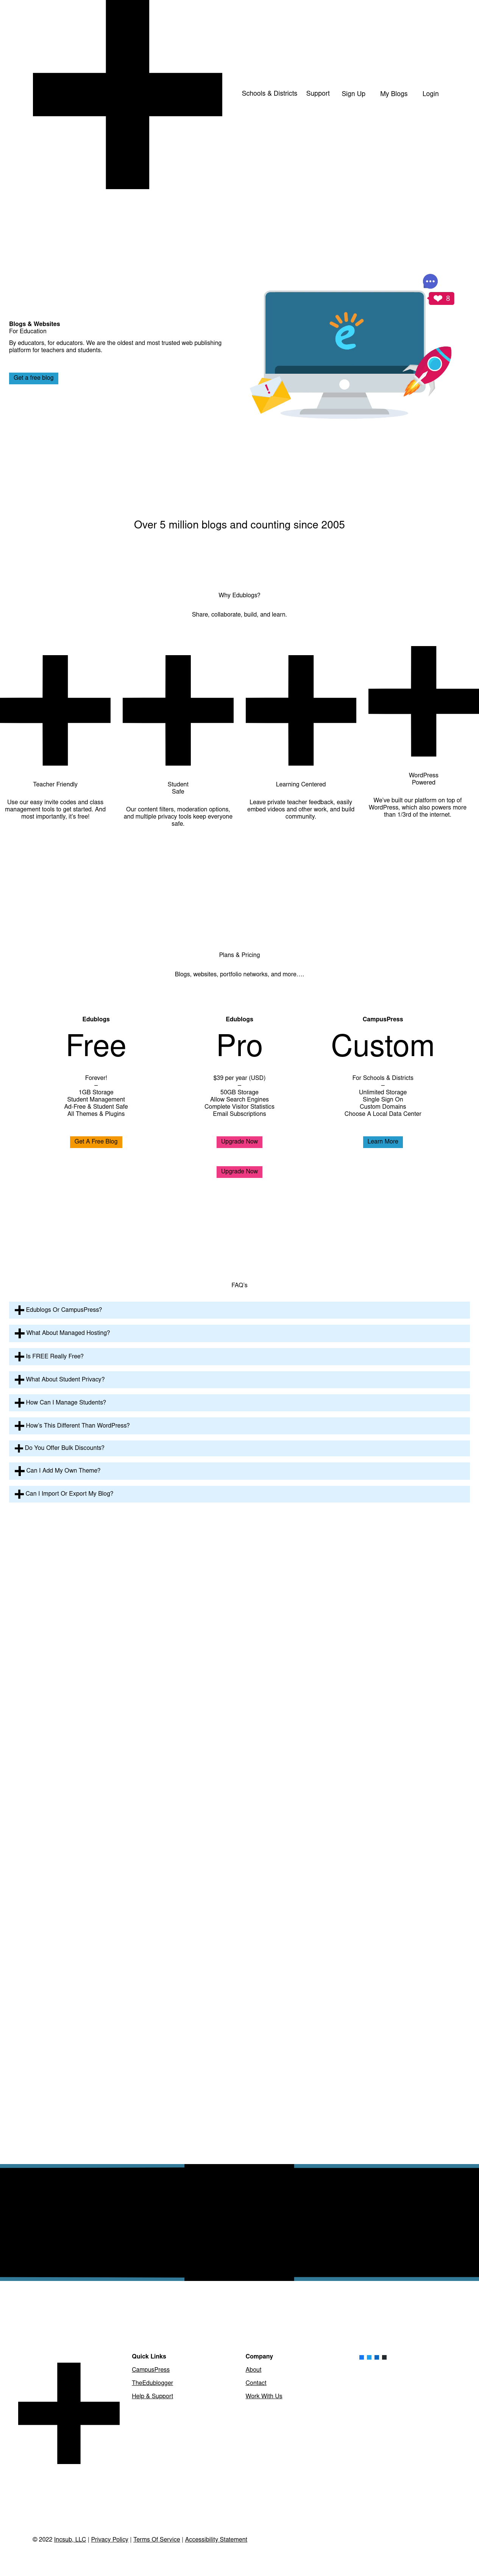 Schools & Districts
Support
Sign Up
My Blogs
Login
8
Blogs & Websites
For Education
By educators, for educators. We are the oldest and most trusted web publishing
platform for teachers and students.
Get a free blog
Over 5 million blogs and counting since 2005
Why Edublogs?
Share, collaborate, build, and learn.
Teacher Friendly
Use our easy invite codes and class
management tools to get started. And
most importantly, it's free!
Student
Safe
Our content filters, moderation options,
and multiple privacy tools keep everyone
safe.
Learning Centered
Leave private teacher feedback, easily
embed videos and other work, and build
community.
WordPress
Powered
We've built our platform on top of
WordPress, which also powers more
than 1/3rd of the internet.
Plans & Pricing
Blogs, websites, portfolio networks, and more….
Edublogs
Free
Forever!
–
1GB Storage
Student Management
Ad-Free & Student Safe
All Themes & Plugins
Get A Free Blog
Edublogs
Pro
$39 per year (USD)
–
50GB Storage
Allow Search Engines
Complete Visitor Statistics
Email Subscriptions
Upgrade Now
Upgrade Now
CampusPress
Custom
For Schools & Districts
–
Unlimited Storage
Single Sign On
Custom Domains
Choose A Local Data Center
Learn More
FAQ's
Edublogs Or CampusPress?
What About Managed Hosting?
Is FREE Really Free?
What About Student Privacy?
How Can I Manage Students?
How's This Different Than WordPress?
Do You Offer Bulk Discounts?
Can I Add My Own Theme?
Can I Import Or Export My Blog?
Quick Links
CampusPress
TheEdublogger
Help & Support
Company
About
Contact
Work With Us
© 2022 Incsub, LLC | Privacy Policy | Terms Of Service | Accessibility Statement